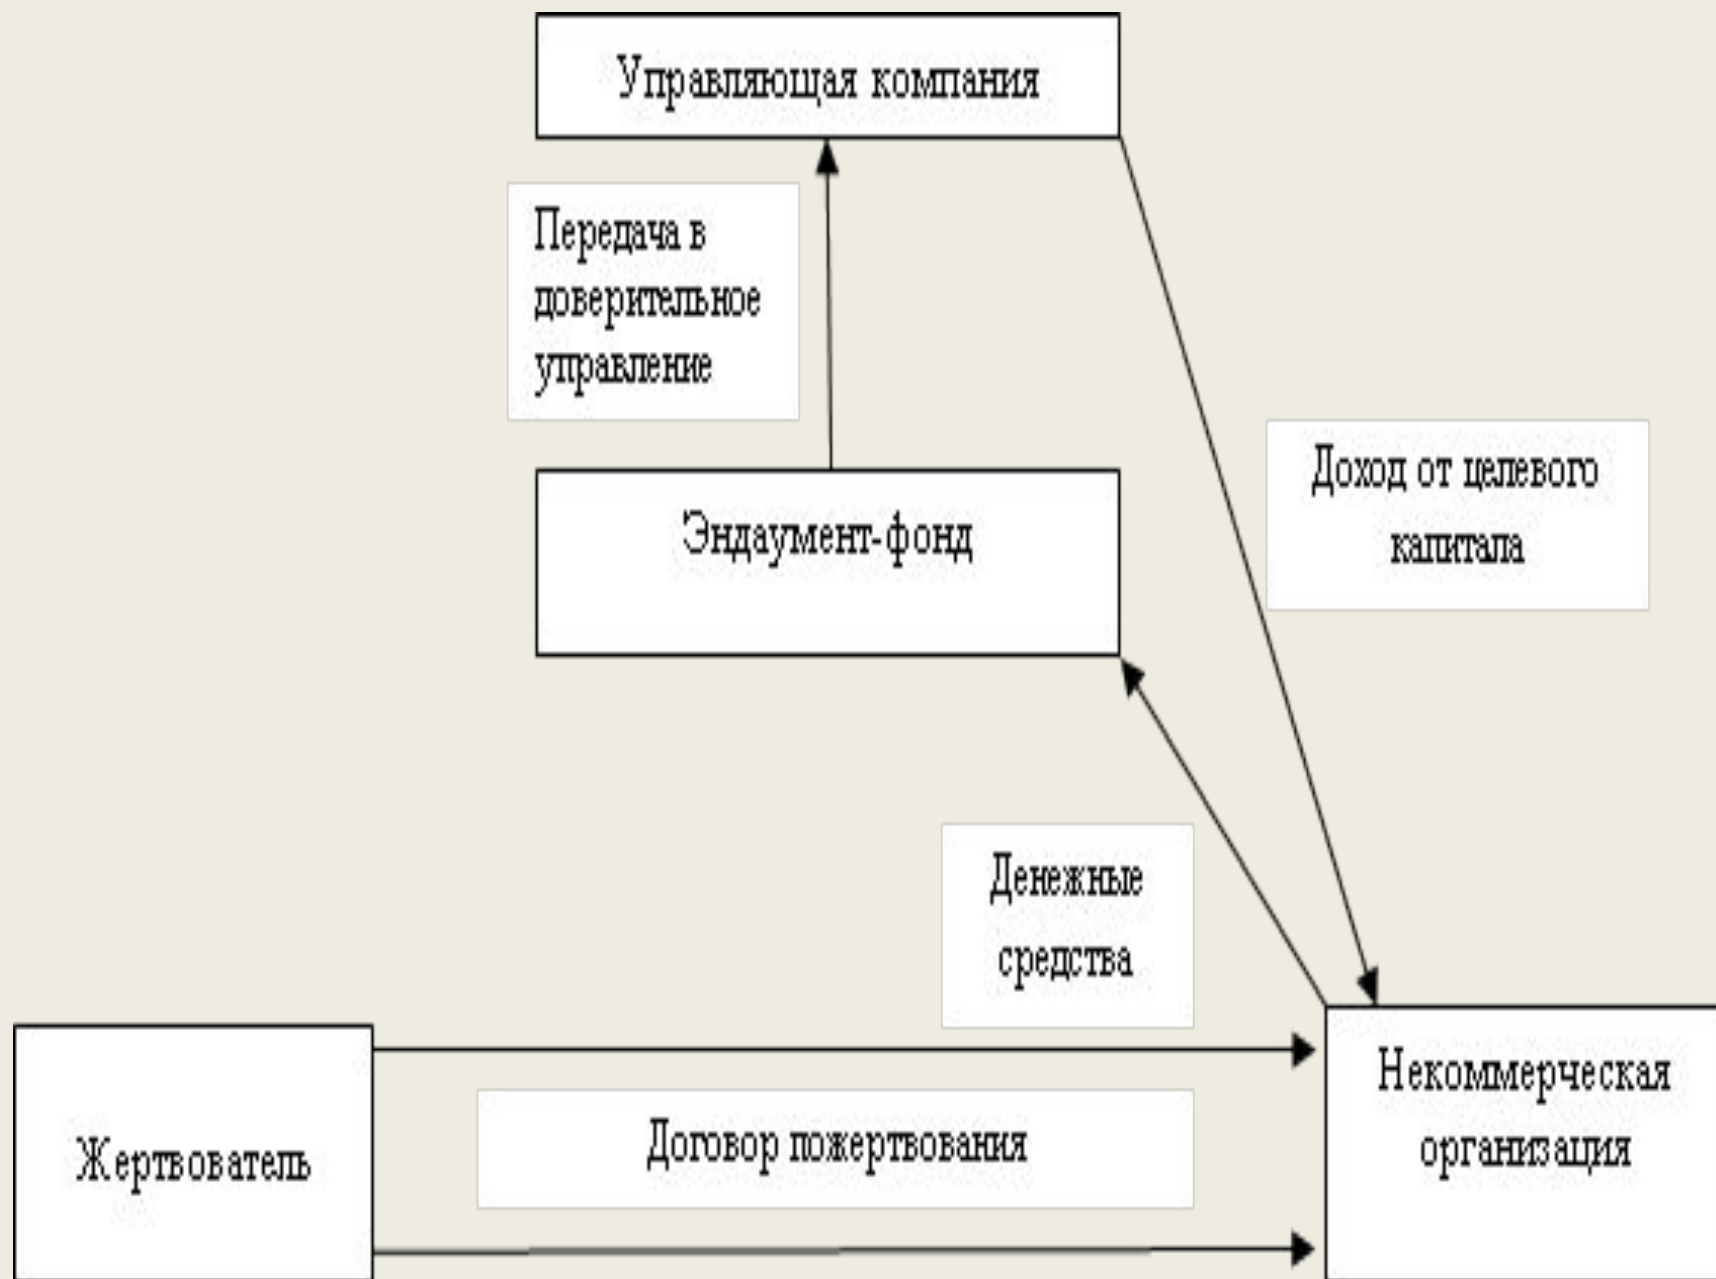 Управляющая компания
Передача в
доверительное
управление
Доход от целевого
капитала
Эндаумент-фонд
Денежные
средства
Жертвователь
Договор пожертвования
Некоммерческая
организация